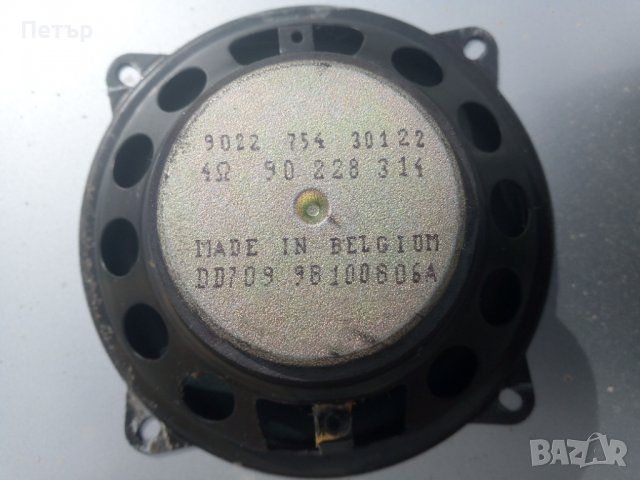 Петър
9022 754 30122
4Ω 90 228 314
MADE IN BELGIUM
DD709 98100806A
BAZAR